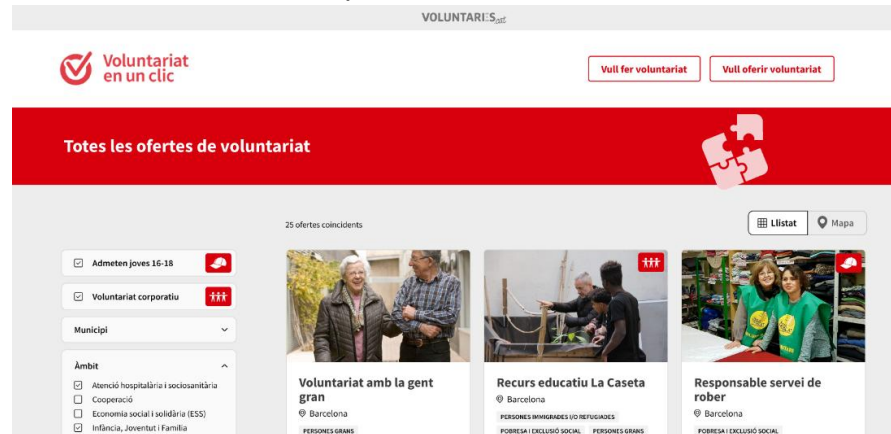 VOLUNTARIES.cat
Voluntariat
en un clic
Vull fer voluntariat
Vull oferir voluntariat
Totes les ofertes de voluntariat
25 ofertes coincidents
Llistat
Mapa
Admeten joves 16-18
Voluntariat corporatiu
Municipi
Àmbit
Atenció hospitalària i sociosanitària
Cooperació
Economia social i solidària (ESS)
Infància, Joventut i Família
Voluntariat amb la gent
gran
Barcelona
PERSONES GRANS
Recurs educatiu La Caseta
Barcelona
PERSONES IMMIGRADES I/O REFUGIADES
POBRESA I EXCLUSIÓ SOCIAL PERSONES GRANS
Responsable servei de
rober
Barcelona
POBRESA I EXCLUSIÓ SOCIAL